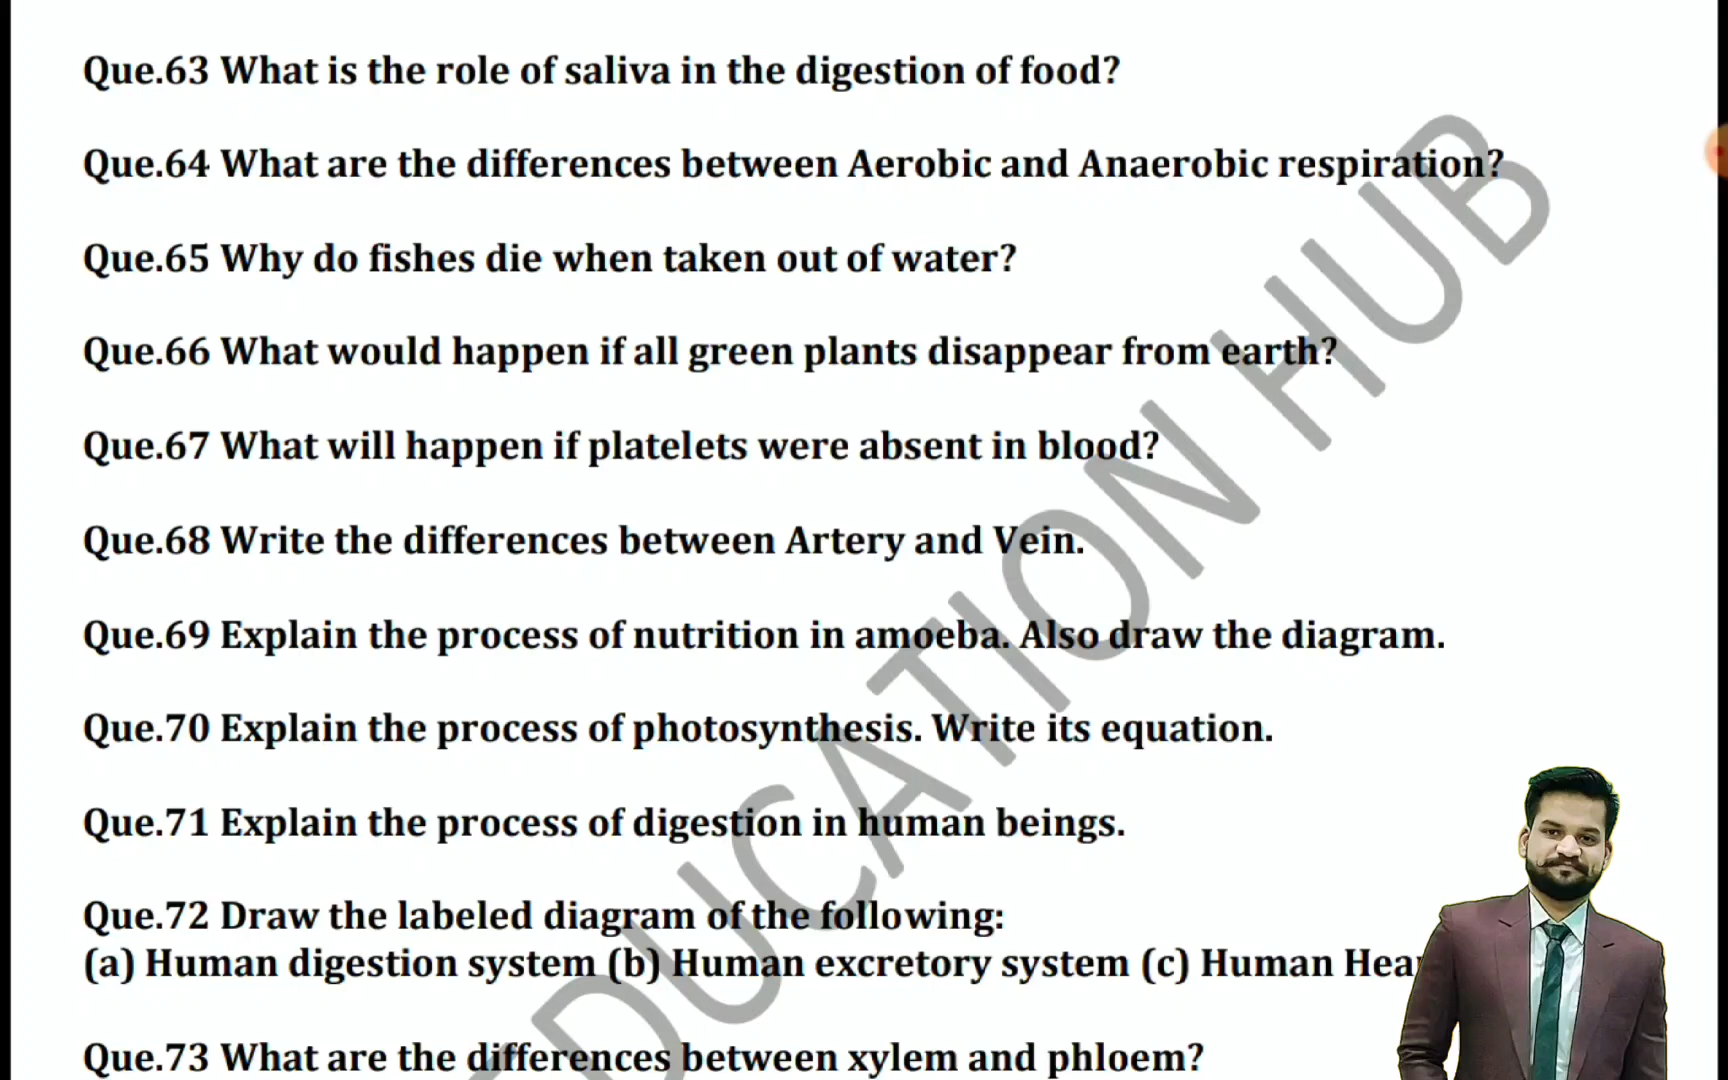 Que.63 What is the role of saliva in the digestion of food?
Que.64 What are the differences between Aerobic and Anaerobic respiration?
Que.65 Why do fishes die when taken out of water?
Que.66 What would happen if all green plants disappear from earth?
Que.67 What will happen if platelets were absent in blood?
Que.68 Write the differences between Artery and Vein.
Que.69 Explain the process of nutrition in amoeba. Also draw the diagram.
Que.70 Explain the process of photosynthesis. Write its equation.
Que.71 Explain the process of digestion in human beings.
Que.72 Draw the labeled diagram of the following:
(a) Human digestion system (b) Human excretory system (c) Human
Que.73 What are the differences between xylem and phloem?
EDUCATION HUB